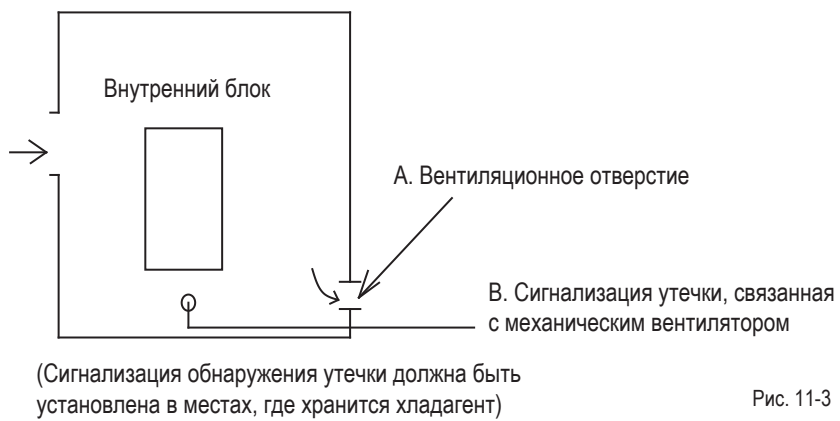 Внутренний блок
А. Вентиляционное отверстие
В. Сигнализация утечки, связанная
с механическим вентилятором
(Сигнализация обнаружения утечки должна быть
установлена в местах, где хранится хладагент)
Рис. 11-3